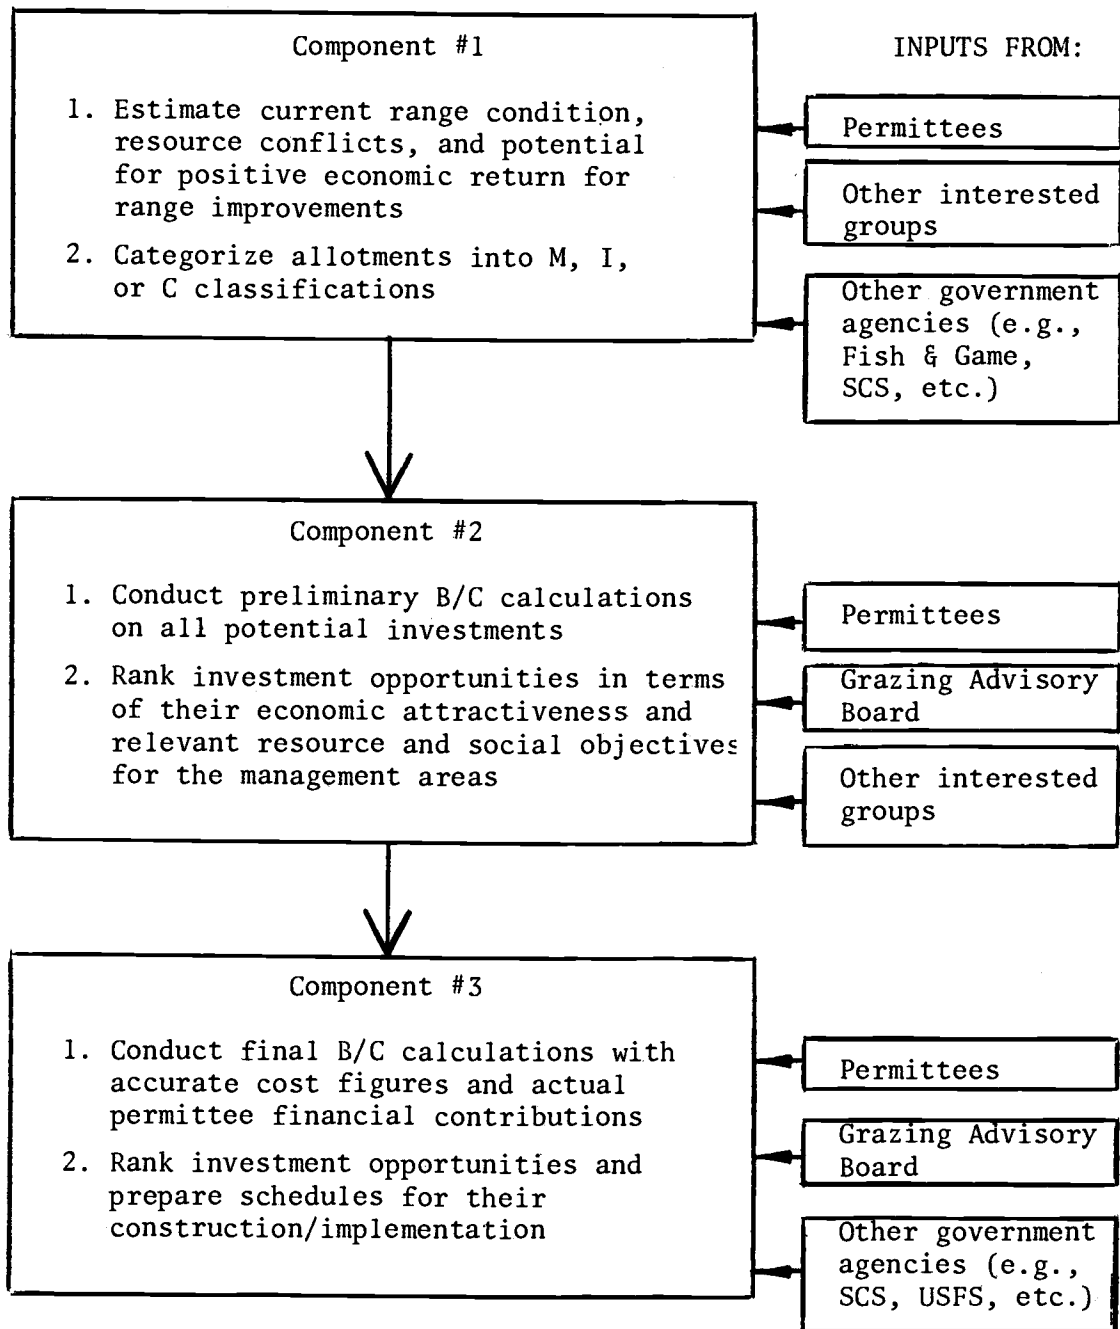 Component #1
1. Estimate current range condition,
resource conflicts, and potential
for positive economic return for
range improvements
2. Categorize allotments into M, I,
or C classifications
INPUTS FROM:
Permittees
Other interested
groups
Other government
agencies (e.g.,
Fish & Game,
SCS, etc.)
Component #2
1. Conduct preliminary B/C calculations
on all potential investments
2. Rank investment opportunities in terms
of their economic attractiveness and
relevant resource and social objectives
for the management areas
Permittees
Grazing Advisory
Board
Other interested
groups
Component #3
1. Conduct final B/C calculations with
accurate cost figures and actual
permittee financial contributions
2. Rank investment opportunities and
prepare schedules for their
construction/implementation
Permittees
Grazing Advisory
Board
Other government
agencies (e.g.,
SCS, USFS, etc.)